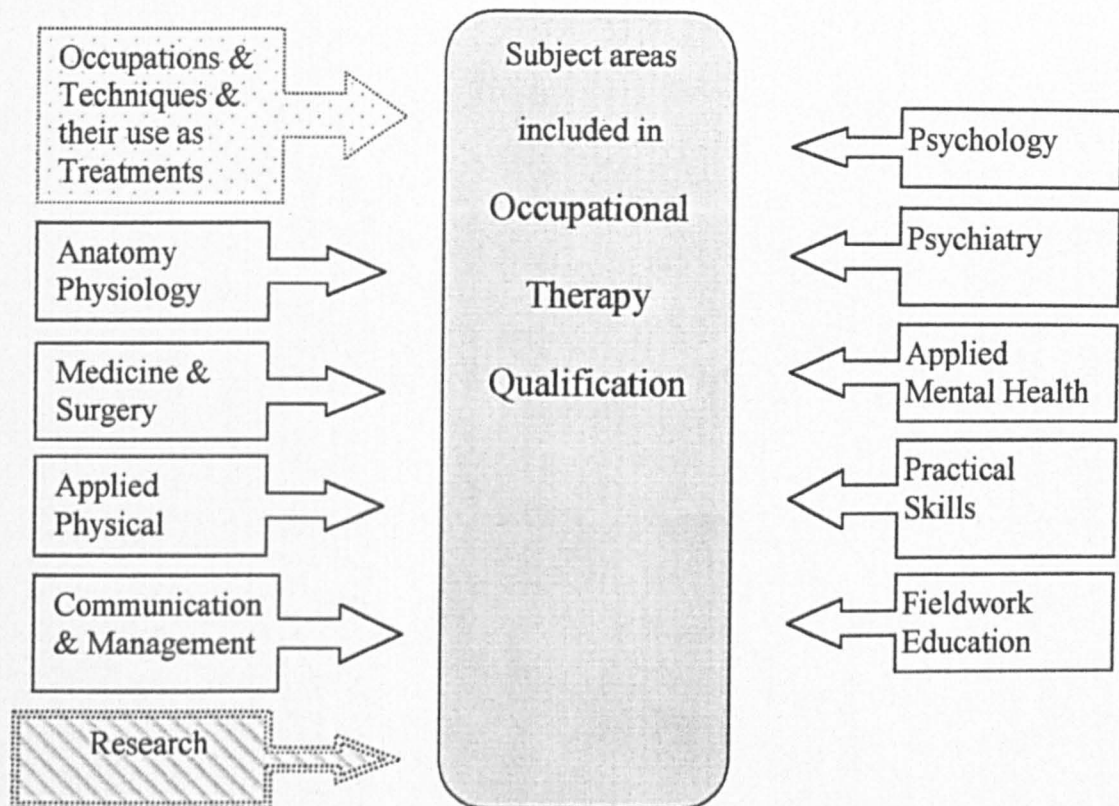 Occupations &
Techniques &
their use as
Treatments
Anatomy
Physiology
Medicine &
Surgery
Applied
Physical
Communication
& Management
Research
Subject areas
included in
Occupational
Therapy
Qualification
Psychology
Psychiatry
Applied
Mental Health
Practical
Skills
Fieldwork
Education